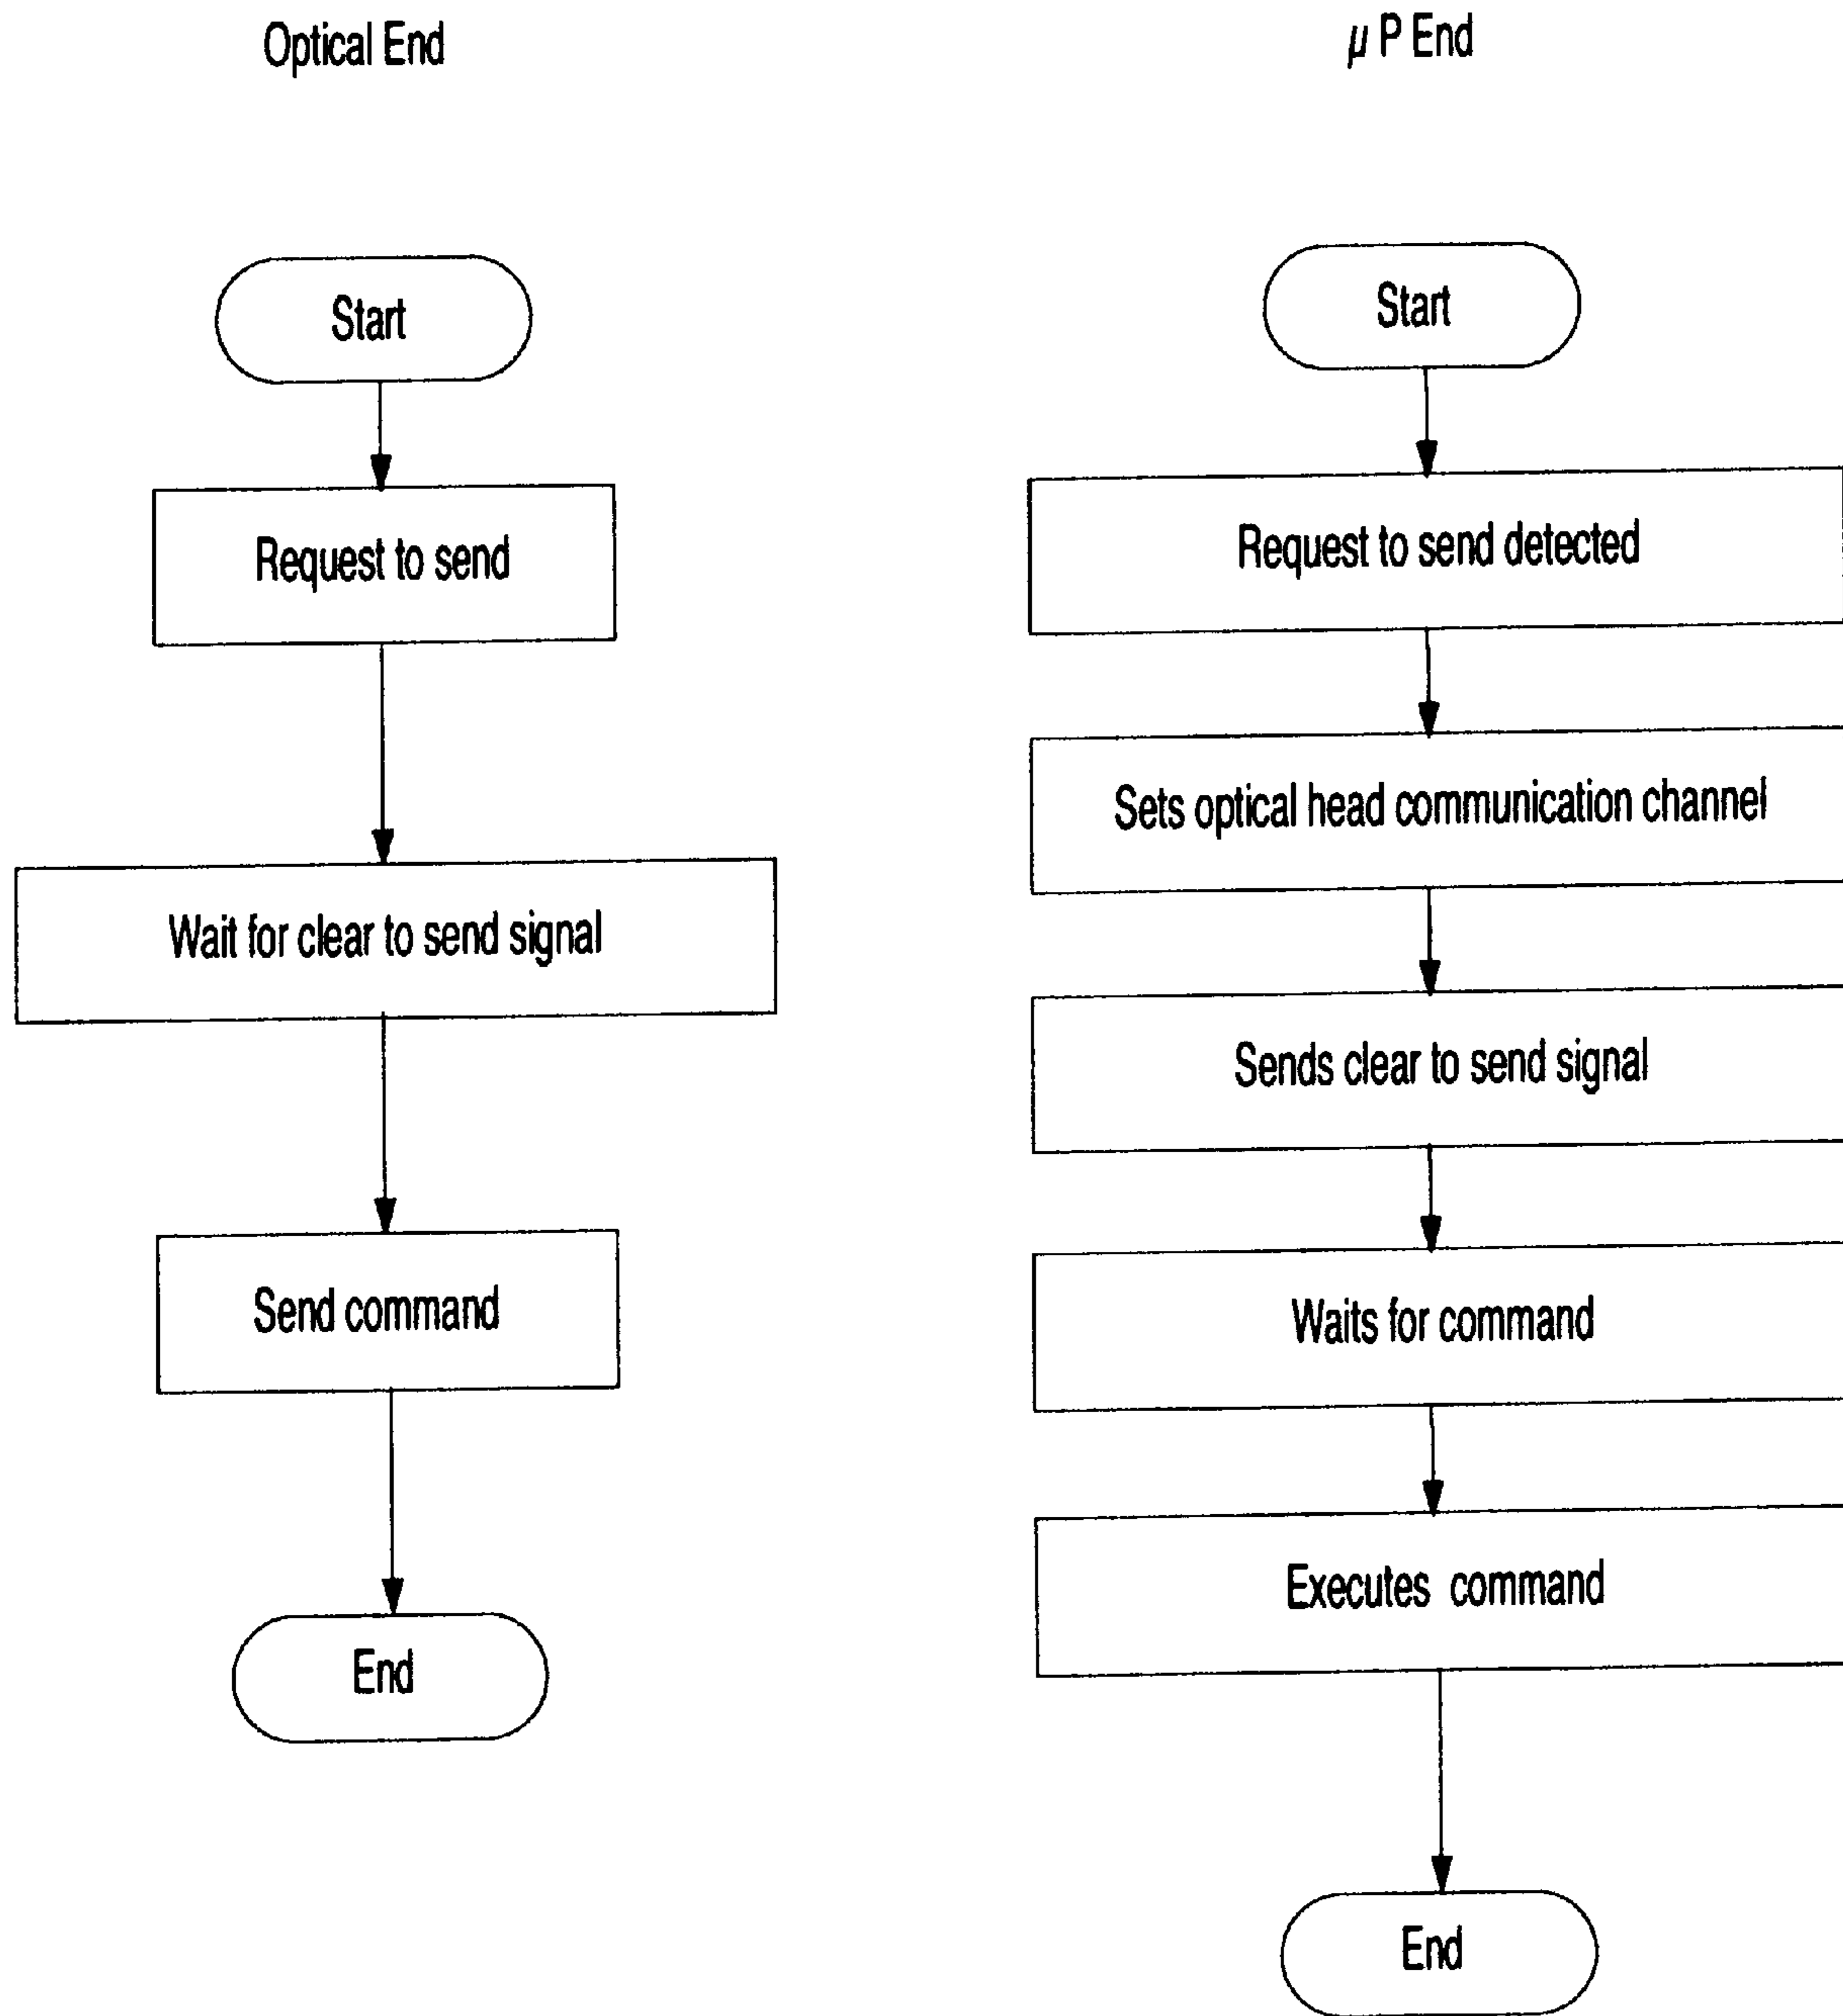 Optical End
Start
Request to send
Wait for clear to send signal
Send command
End
μ P End
Start
Request to send detected
Sets optical head communication channel
Sends clear to send signal
Waits for command
Executes command
End